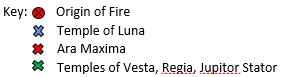 Key: Origin of Fire
Temple of Luna
Ara Maxima
Temples of Vesta, Regia, Jupitor Stator